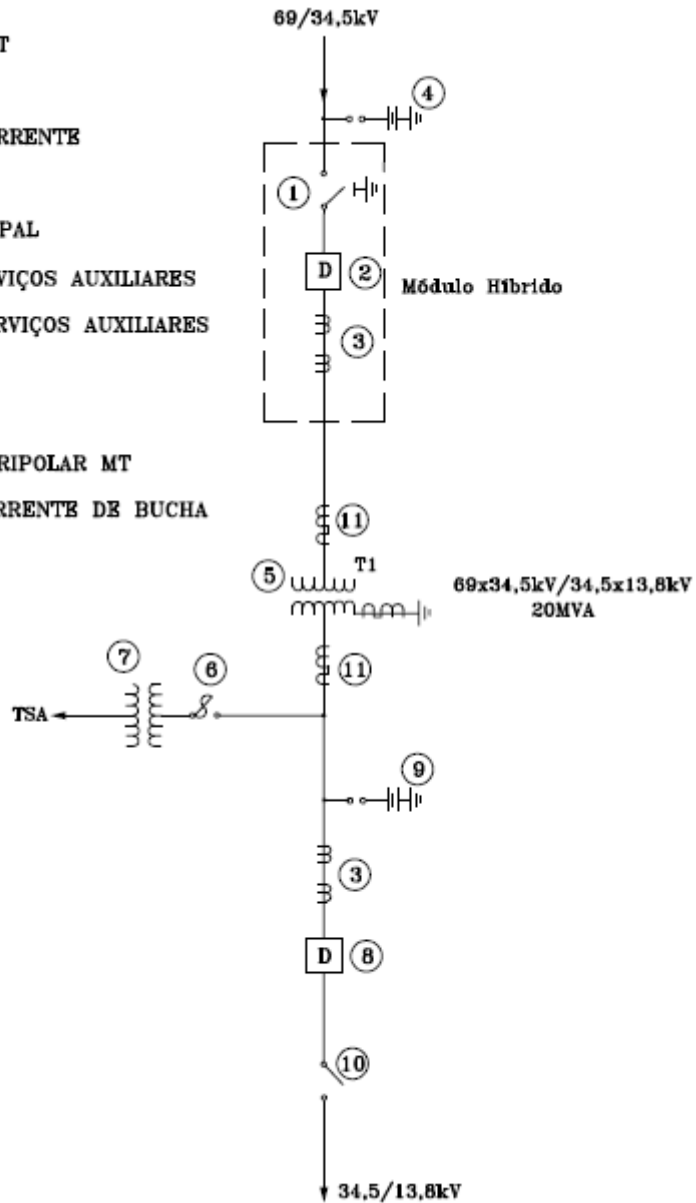 69/34,5kV
T
4
RRENTE
1
PAL
D 2
Módulo Híbrido
VIÇOS AUXILIARES
RVIÇOS AUXILIARES
3
RIPOLAR MT
RRENTE DE BUCHA
11
T1
5
69x34,5kV/34,5x13,8kV
20MVA
7
6
11
TSA
9
3
D 8
10
34,5/13,8kV